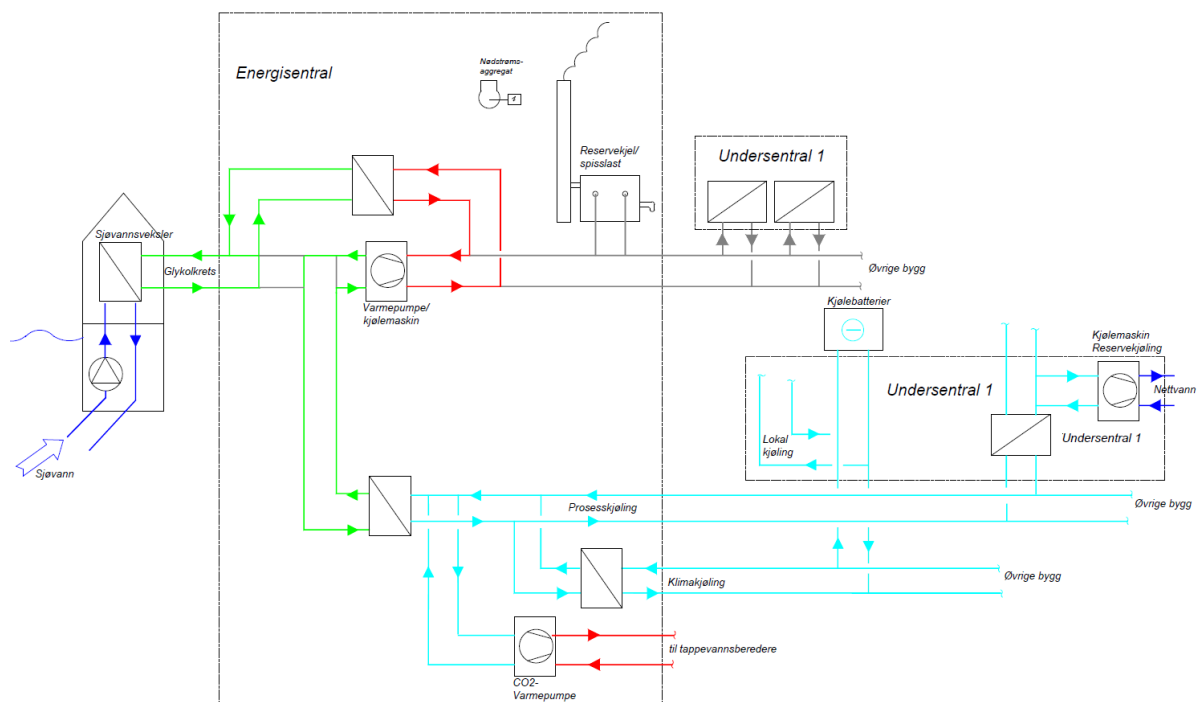 Energisentral
Nødstrøms-
aggregat
Reservekjel/
spisslast
Undersentral 1
Sjøvannsveksler
Glykolkrets
Varmepumpe/
kjølemaskin
Øvrige bygg
Kjølebatterier
Kjølemaskin
Reservekjøling
Undersentral 1
Nettvann
Lokal
kjøling
Undersentral 1
Sjøvann
Prosesskjøling
Øvrige bygg
Klimakjøling
Øvrige bygg
til tappevannsberedere
CO2-
Varmepumpe